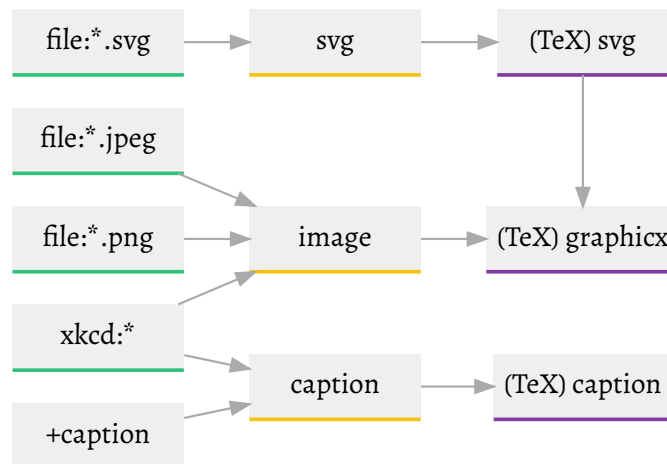 file:*.svg
svg
(TeX) svg
file:*.jpeg
file:*.png
image
(TeX) graphicx
xkcd:*
caption
(TeX) caption
+caption